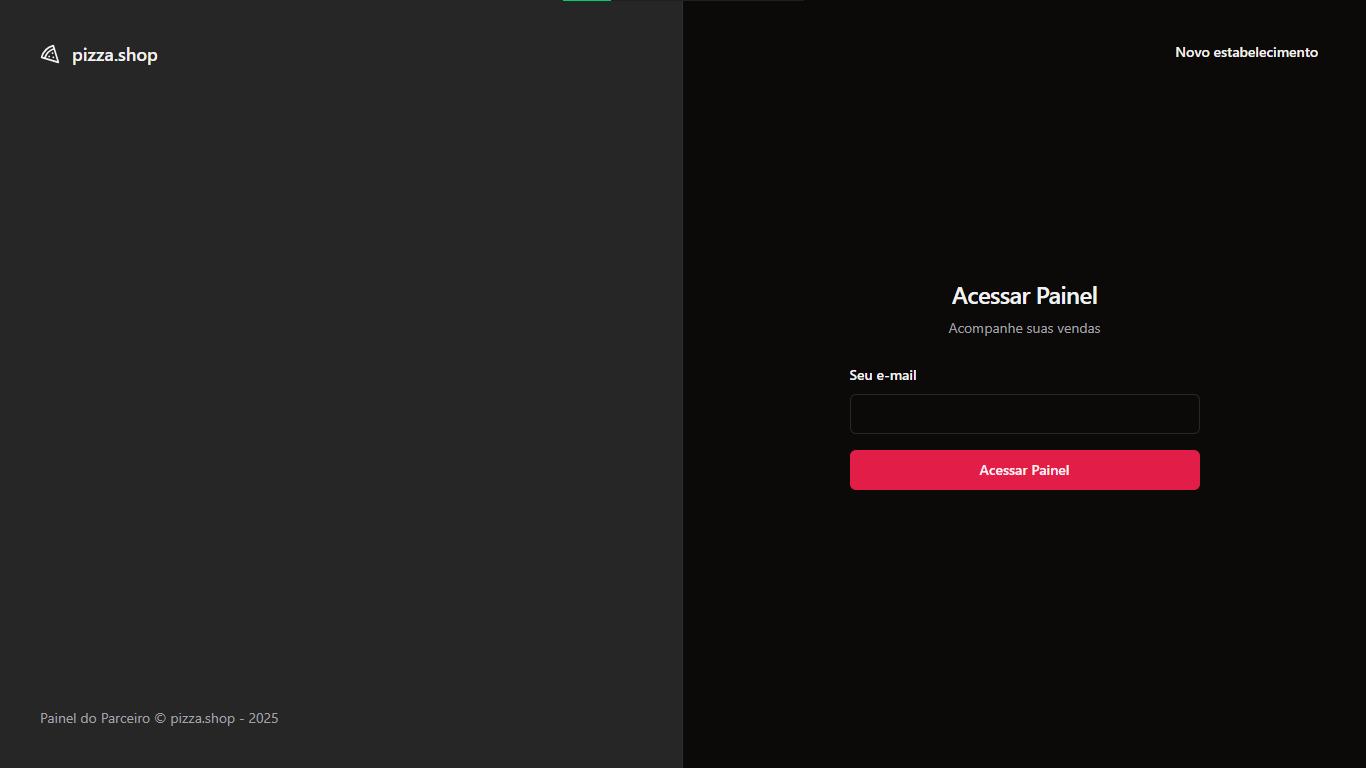 pizza.shop
Novo estabelecimento
Acessar Painel
Acompanhe suas vendas
Seu e-mail
Acessar Painel
Painel do Parceiro © pizza.shop - 2025